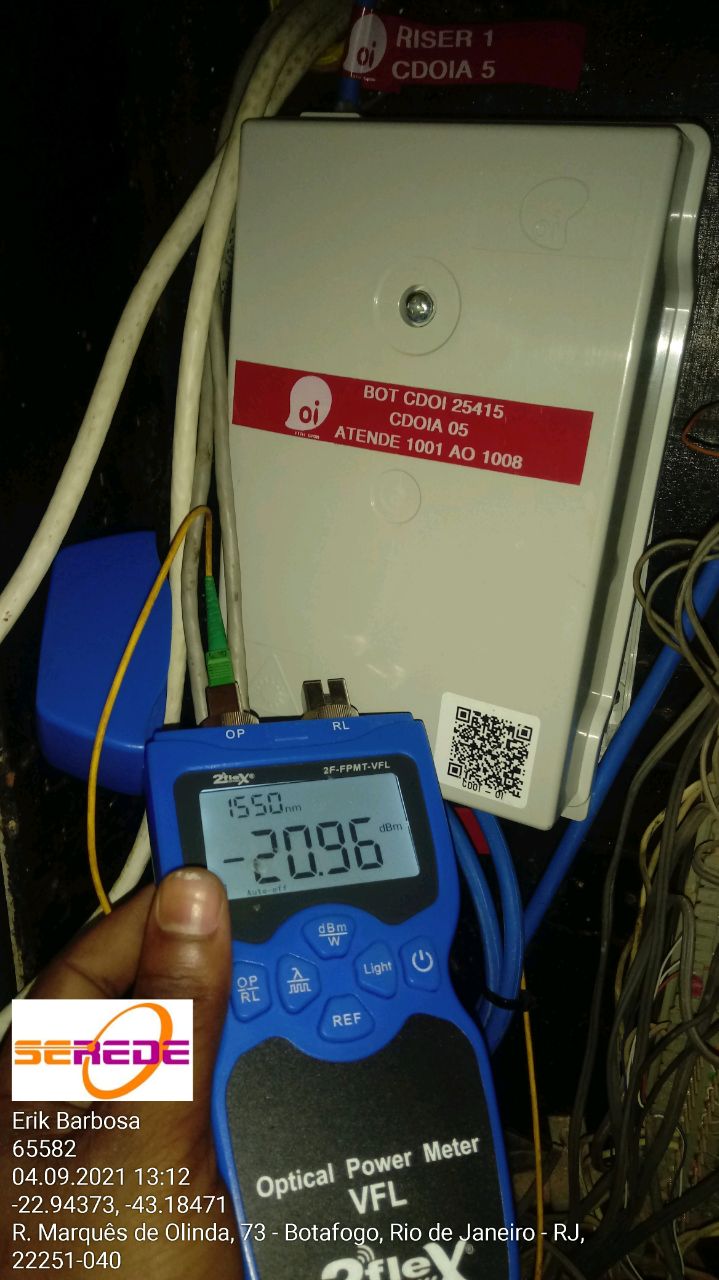 oi
RISER 1
CDOIA 5
oi
BOT CDOI 25415
CDOIA 05
ATENDE 1001 AO 1008
CDOI - OI
OP
RL
2flex®
2F-FPMT-VFL
1550nm
-20.96 dBm
Auto-off
dBm
W
OP
RL
λ
Light
REF
Optical Power Meter
VFL
2flex
SEREDE
Erik Barbosa
65582
04.09.2021 13:12
-22.94373, -43.18471
R. Marquês de Olinda, 73 - Botafogo, Rio de Janeiro - RJ,
22251-040